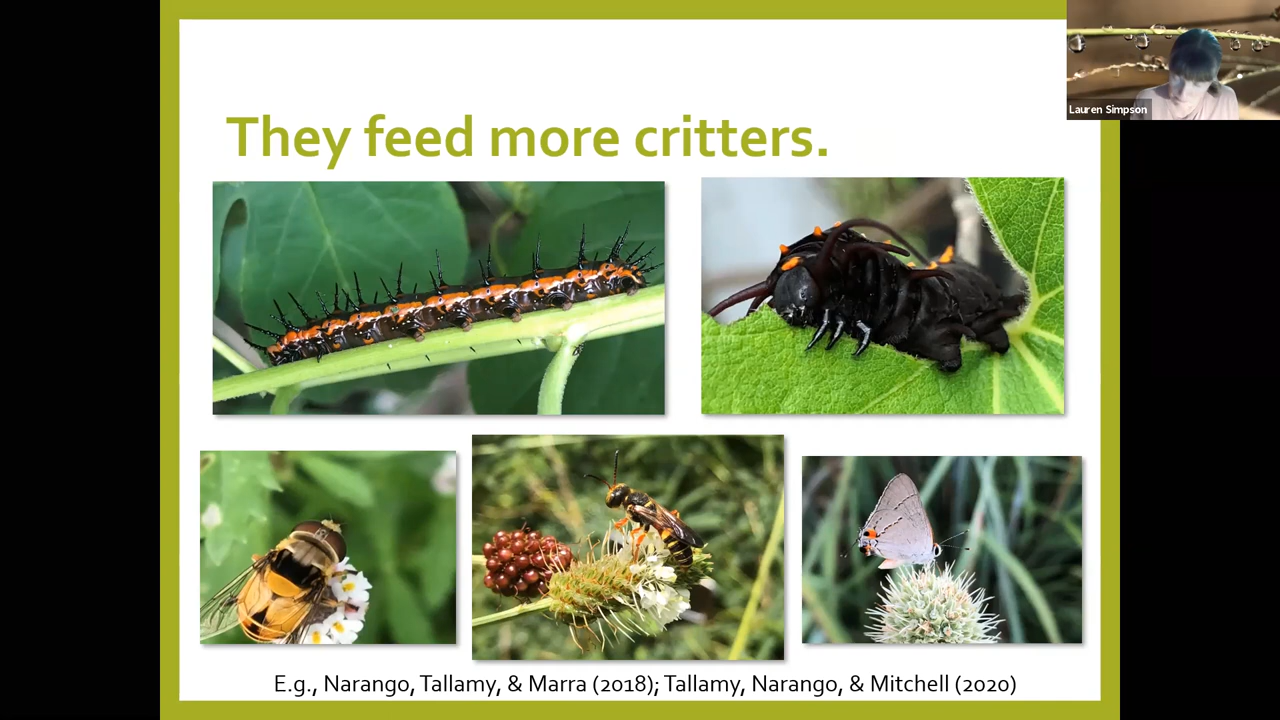 They feed more critters.
Lauren Simpson
E.g., Narango, Tallamy, & Marra (2018); Tallamy, Narango, & Mitchell (2020)